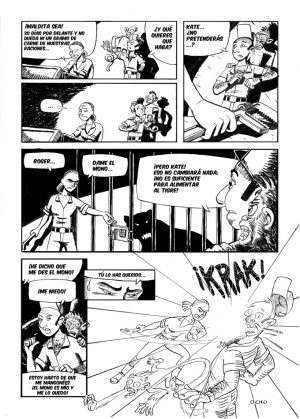 ¡MALDITA SEA!
30 DÍAS POR DELANTE Y NO
QUEDA NI UN GRAMO DE
CARNE DE NUESTRAS
RACIONES...
¿Y QUÉ
QUIERES
QUE
HAGA?
KATE...
¿NO
PRETENDERÁS
...?
ROGER...
DAME EL
MONO...
¡PERO KATE!
ESO NO CAMBIARÁ NADA;
¡NO ES SUFICIENTE
PARA ALIMENTAR
AL TIGRE!
¡HE DICHO QUE
ME DES EL MONO!
¡ME NIEGO!
ESTOY HARTO DE QUE
ME MANGONEES
¡EL MONO ES MÍO Y
ME LO QUEDO!
TÚ LO HAS QUERIDO...
¡KRAK!
OCHO